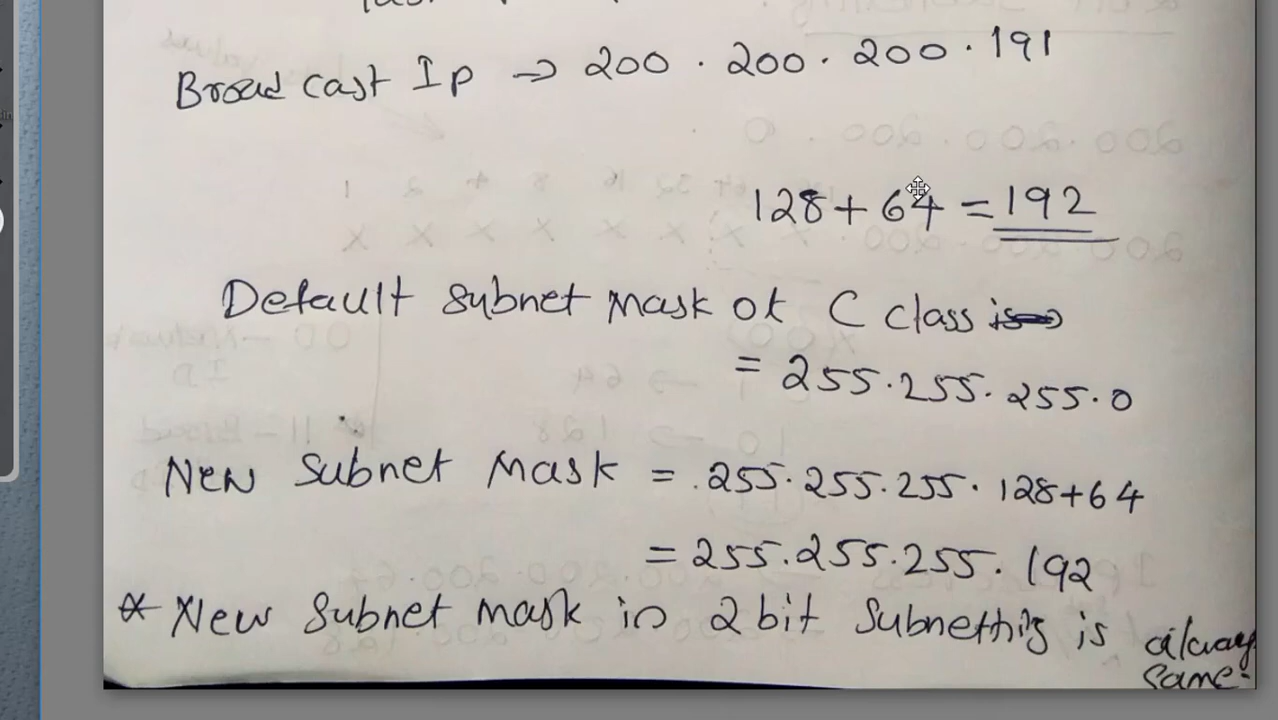 Broad cast Ip → 200 . 200 . 200 . 191
128 + 64 = 192
Default subnet mask of C class is
= 255.255.255.0
New subnet mask = .255.255.255.128+64
= 255.255.255.192
* New subnet mask in 2 bit subnetting is always
same.